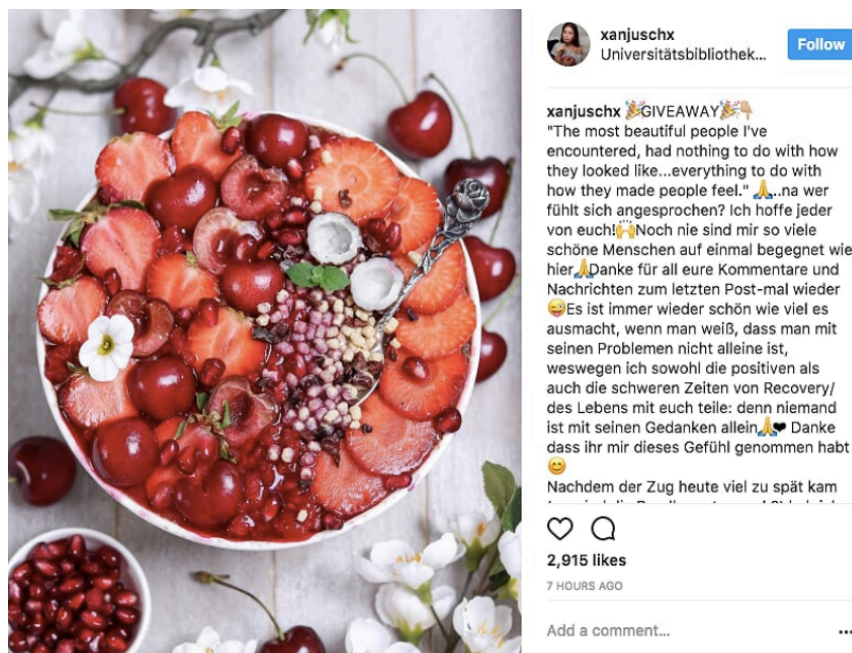 xanjuschx
Universitätsbibliothek...
Follow
xanjuschx 🎉GIVEAWAY🎉👇🏼
"The most beautiful people I've
encountered, had nothing to do with how
they looked like...everything to do with
how they made people feel." 🙏...na wer
fühlt sich angesprochen? Ich hoffe jeder
von euch!🙌Noch nie sind mir so viele
schöne Menschen auf einmal begegnet wie
hier🙏Danke für all eure Kommentare und
Nachrichten zum letzten Post-mal wieder
😜Es ist immer wieder schön wie viel es
ausmacht, wenn man weiß, dass man mit
seinen Problemen nicht alleine ist,
weswegen ich sowohl die positiven als
auch die schweren Zeiten von Recovery/
des Lebens mit euch teile: denn niemand
ist mit seinen Gedanken allein🙏❤ Danke
dass ihr mir dieses Gefühl genommen habt
😊
Nachdem der Zug heute viel zu spät kam
2,915 likes
7 HOURS AGO
Add a comment...